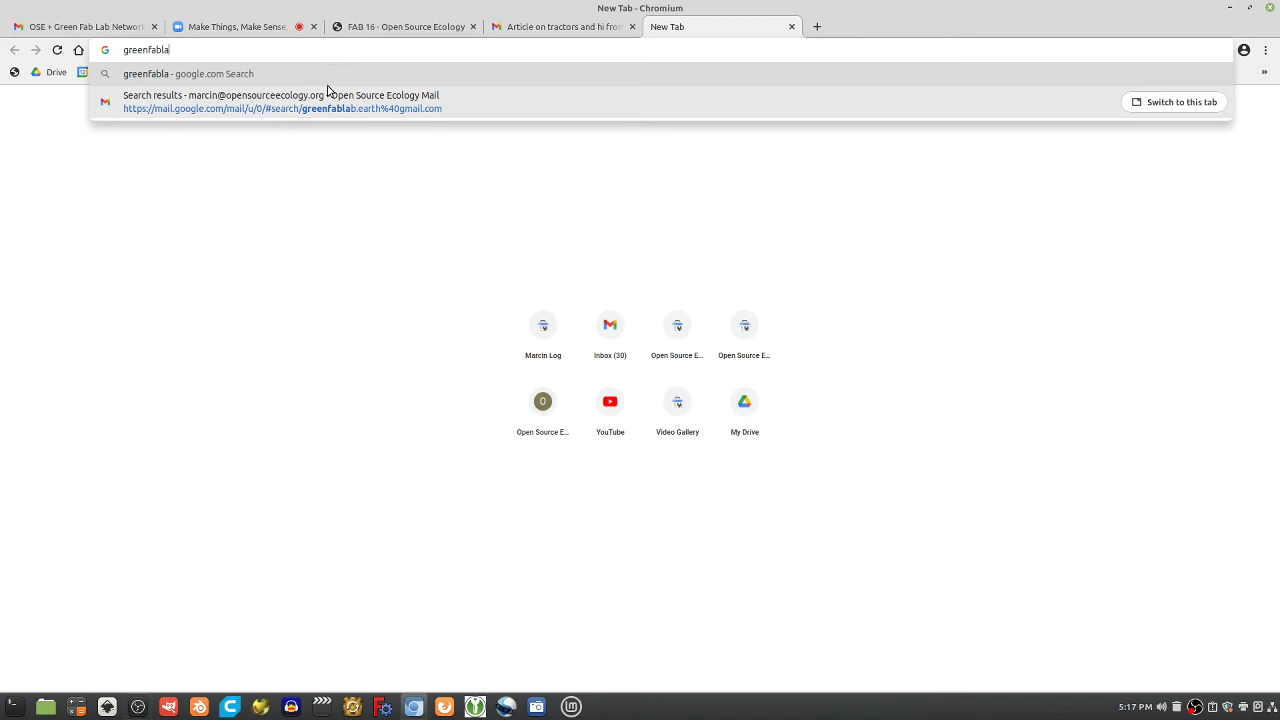 New Tab - Chromium
OSE + Green Fab Lab Network
Make Things, Make Sense,
FAB 16 - Open Source Ecology
Article on tractors and hi from
New Tab
greenfabla
Drive
greenfabla - google.com Search
Search results - marcin@opensourceecology.org - Open Source Ecology Mail
https://mail.google.com/mail/u/0/#search/greenfablab.earth%40gmail.com
Switch to this tab
Marcin Log
Inbox (30)
Open Source E...
Open Source E...
Open Source E...
YouTube
Video Gallery
My Drive
5:17 PM